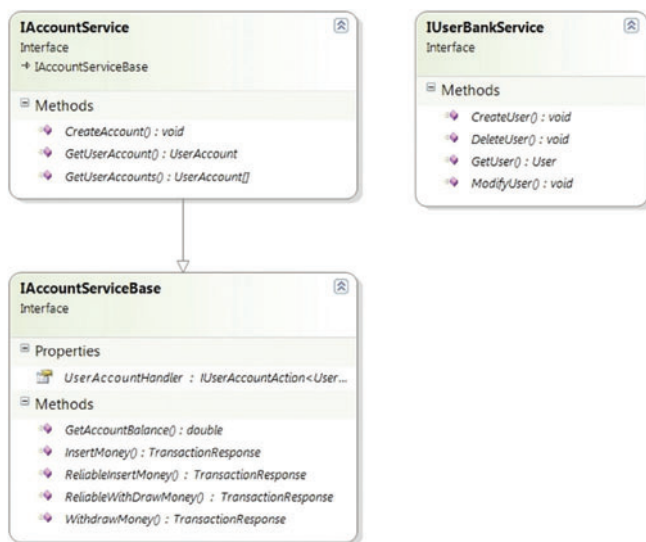 IAccountService
Interface
IAccountServiceBase
Methods
CreateAccount() : void
GetUserAccount() : UserAccount
GetUserAccounts() : UserAccount[]
IUserBankService
Interface
Methods
CreateUser() : void
DeleteUser() : void
GetUser() : User
ModifyUser() : void
IAccountServiceBase
Interface
Properties
UserAccountHandler : IUserAccountAction<User...
Methods
GetAccountBalance() : double
InsertMoney() : TransactionResponse
ReliableInsertMoney() : TransactionResponse
ReliableWithDrawMoney() : TransactionResponse
WithdrawMoney() : TransactionResponse